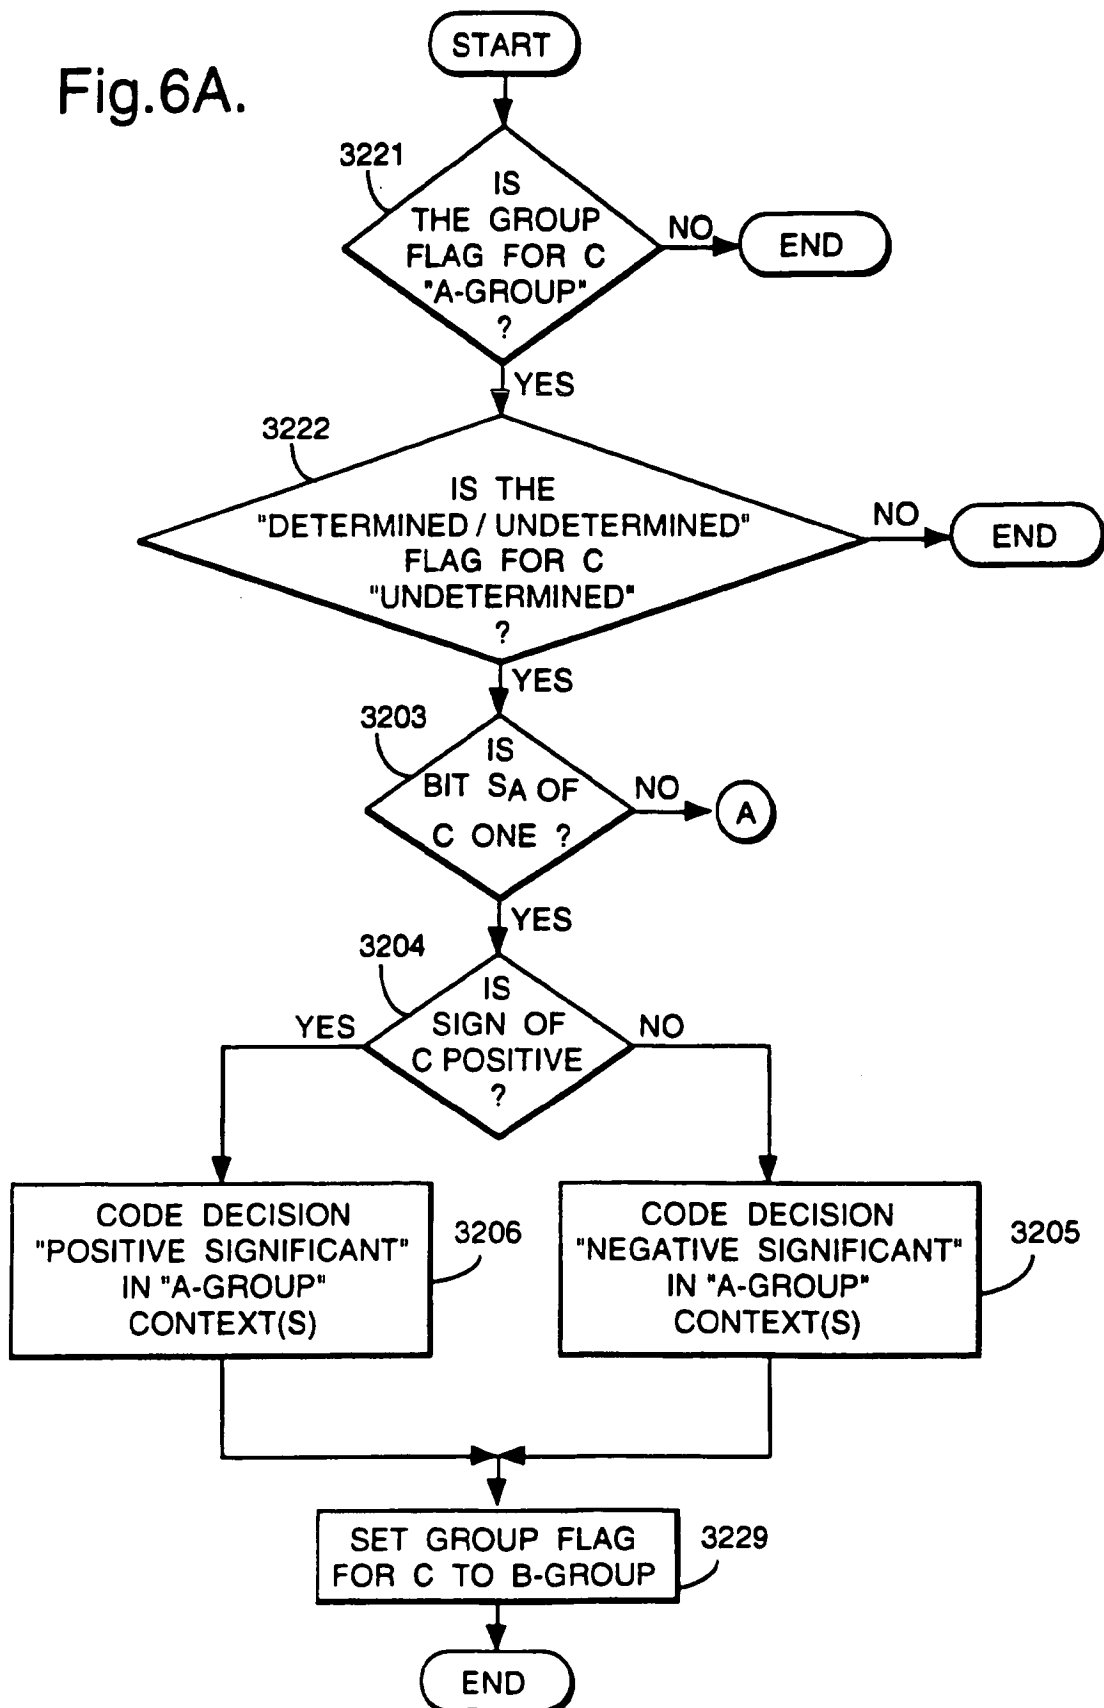 START
Fig.6A.
3221
IS
THE GROUP
FLAG FOR C
"A-GROUP"
?
NO
END
YES
3222
IS THE
"DETERMINED / UNDETERMINED"
FLAG FOR C
"UNDETERMINED"
?
NO
END
YES
3203
IS
BIT SA OF
C ONE ?
NO
A
YES
3204
IS
SIGN OF
C POSITIVE
?
YES
NO
CODE DECISION
"POSITIVE SIGNIFICANT"
IN "A-GROUP"
CONTEXT(S)
3206
CODE DECISION
"NEGATIVE SIGNIFICANT"
IN "A-GROUP"
CONTEXT(S)
3205
SET GROUP FLAG
FOR C TO B-GROUP
3229
END